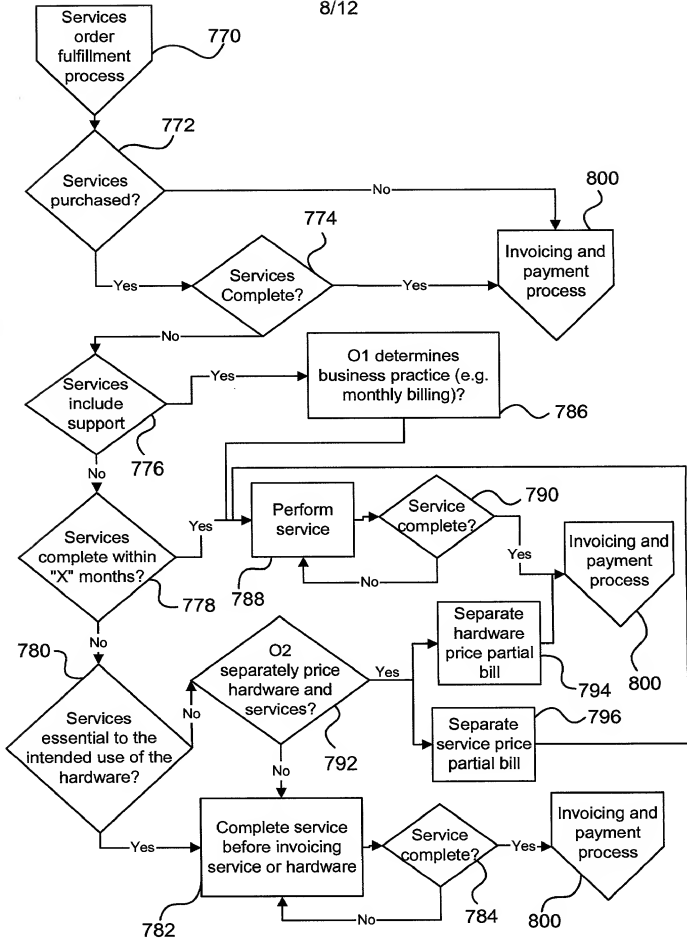 8/12
Services
order
fulfillment
process
770
772
Services
purchased?
No
800
Invoicing and
payment
process
Yes
774
Services
Complete?
Yes
No
Services
include
support
776
Yes
O1 determines
business practice (e.g.
monthly billing)?
786
No
Services
complete within
"X" months?
778
Yes
Perform
service
788
Service
complete?
790
No
Yes
Invoicing and
payment
process
800
No
780
Services
essential to the
intended use of the
hardware?
No
O2
separately price
hardware and
services?
792
Yes
Separate
hardware
price partial
bill
794
Separate
service price
partial bill
796
No
Yes
Complete service
before invoicing
service or hardware
782
Service
complete?
784
No
Yes
Invoicing and
payment
process
800